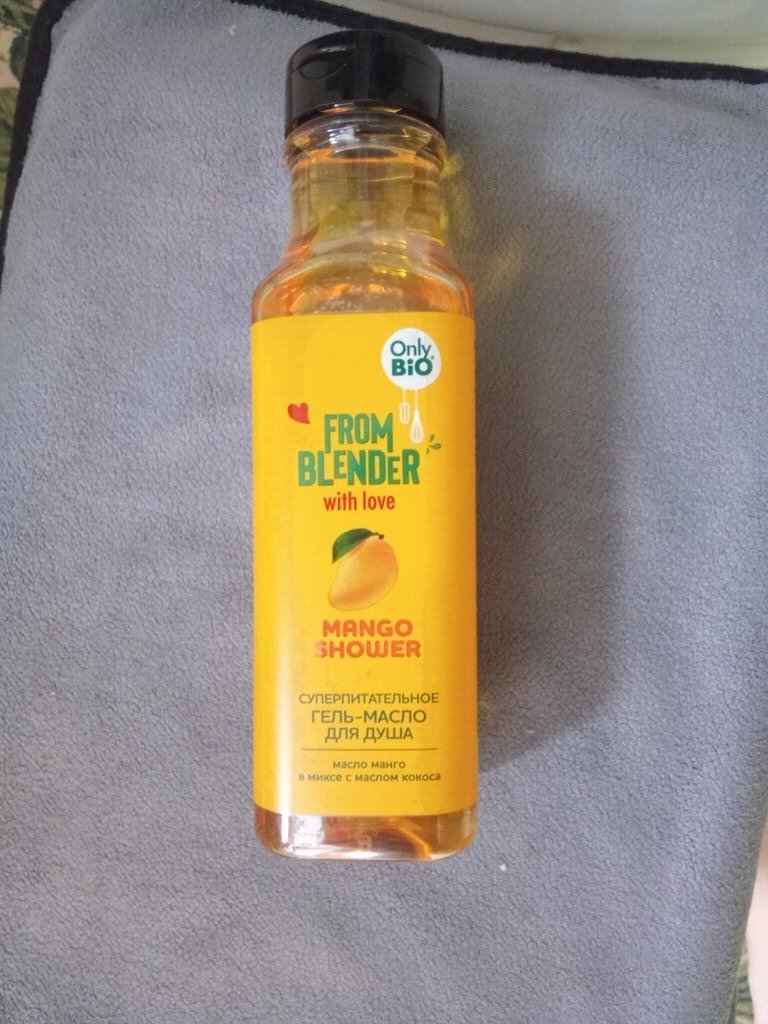 Only
BiO®
FROM
BLENDER
with love
MANGO
SHOWER
СУПЕРПИТАТЕЛЬНОЕ
ГЕЛЬ-МАСЛО
ДЛЯ ДУША
масло манго
в миксе с маслом кокоса